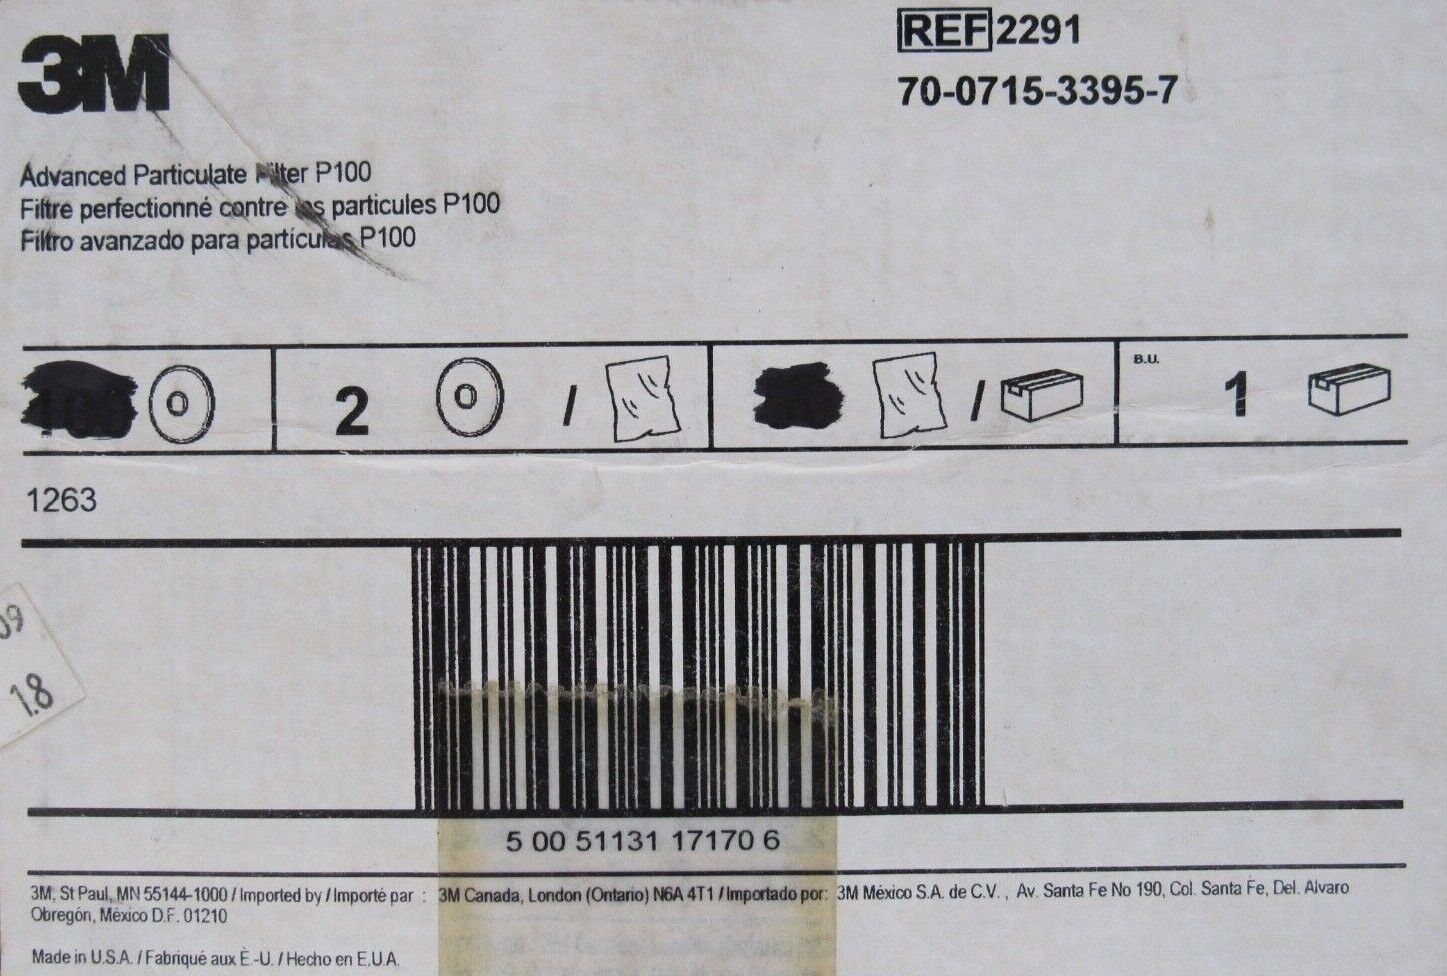 3M
REF 2291
70-0715-3395-7
Advanced Particulate Filter P100
Filtre perfectionné contre les particules P100
Filtro avanzado para partículas P100
2 /
/
B.U.
1
1263
09
1.8
5 00 51131 17170 6
3M, St Paul, MN 55144-1000 / Imported by / Importé par : 3M Canada, London (Ontario) N6A 4T1 / Importado por: 3M México S.A. de C.V. , Av. Santa Fe No 190, Col. Santa Fe, Del. Alvaro
Obregón, México D.F. 01210
Made in U.S.A. / Fabriqué aux É.-U. / Hecho en E.U.A.